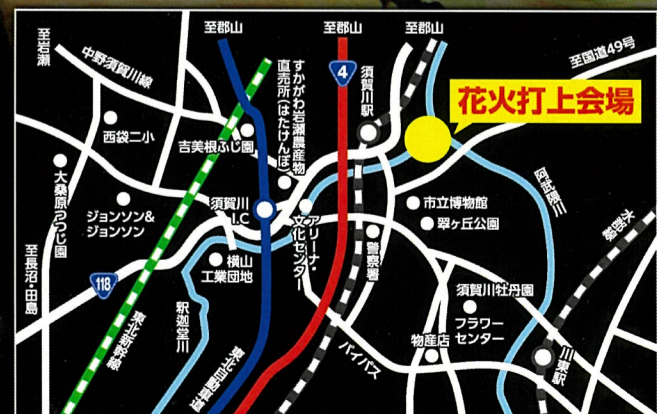 至岩瀬
中野須賀川線
至郡山
至郡山
至郡山
至国道49号
4
須賀川駅
花火打上会場
すかがわ岩瀬農産物
直売所(はたけんぼ)
西袋二小
吉美根ふじ園
大桑原つつじ園
ジョンソン&
ジョンソン
須賀川
I.C
アリーナ・
文化センター
市立博物館
翠ヶ丘公園
阿武隈川
水郡線
至長沼・田島
118
横山
工業団地
警察署
釈迦堂川
須賀川牡丹園
フラワー
センター
物産店
東北新幹線
東北自動車道
バイパス
川東駅